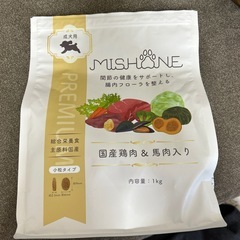 成犬用
MISHONE
関節の健康をサポートし、
腸内フローラを整える
PREMIUM
総合栄養食
主原料国産
小粒タイプ
国産鶏肉&馬肉入り
内容量:1kg